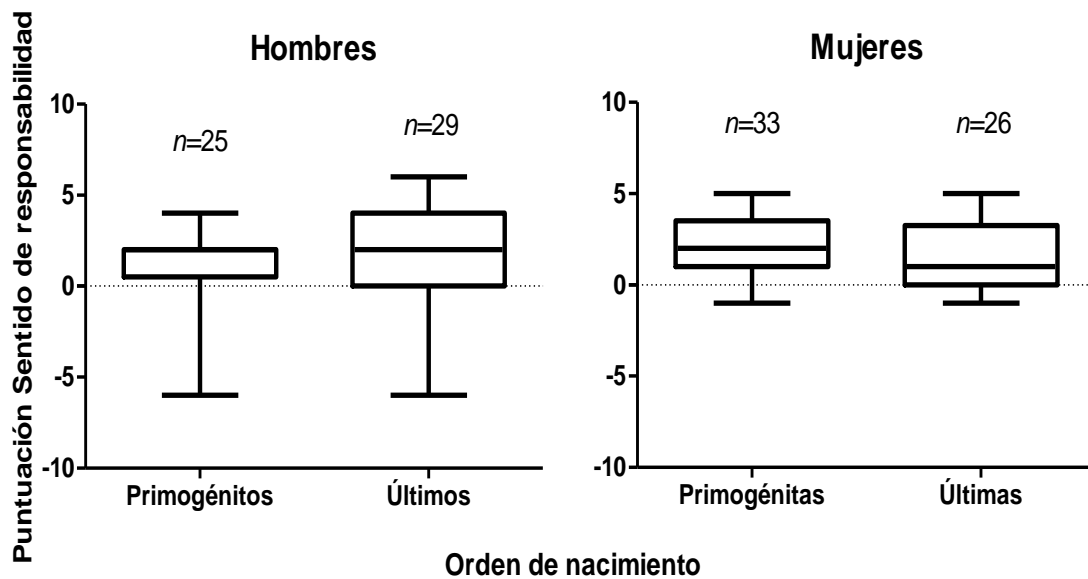 Puntuación Sentido de responsabilidad
Hombres
10
5
0
-5
-10
n=25
n=29
Primogénitos
Últimos
Mujeres
10
5
0
-5
-10
n=33
n=26
Primogénitas
Últimas
Orden de nacimiento